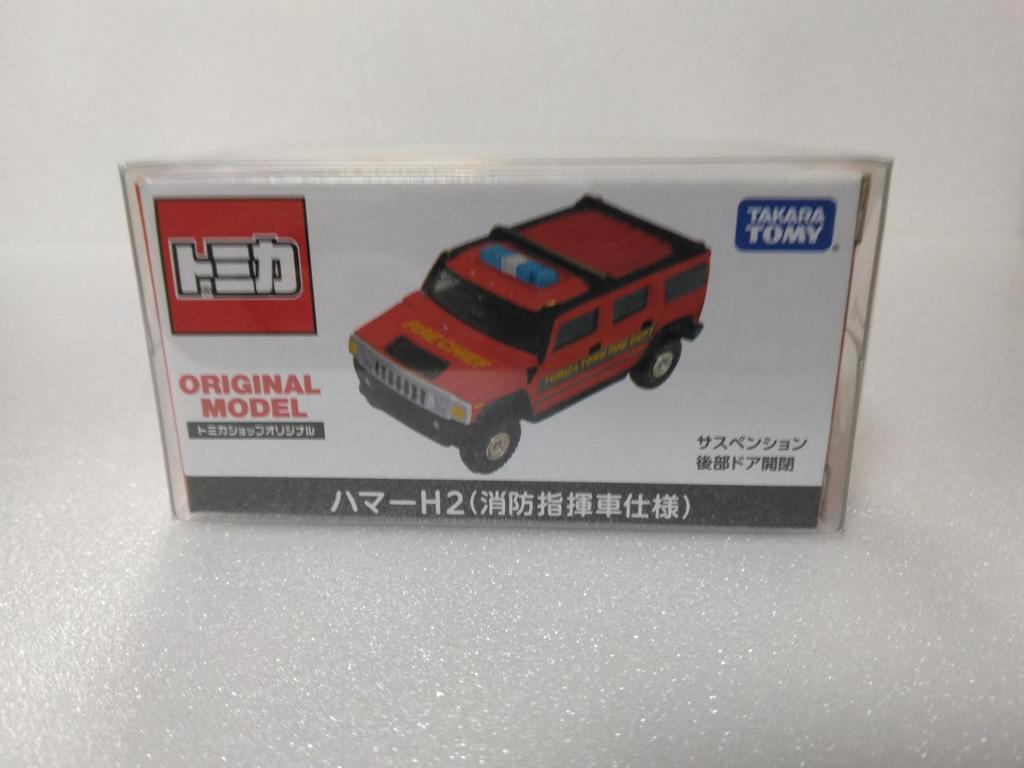 トミカ
TAKARA
TOMY
FIRE CHIEF
TOMICA TOWN FIRE DEPT
ORIGINAL
MODEL
トミカショップオリジナル
サスペンション
後部ドア開閉
ハマーH2(消防指揮車仕様)